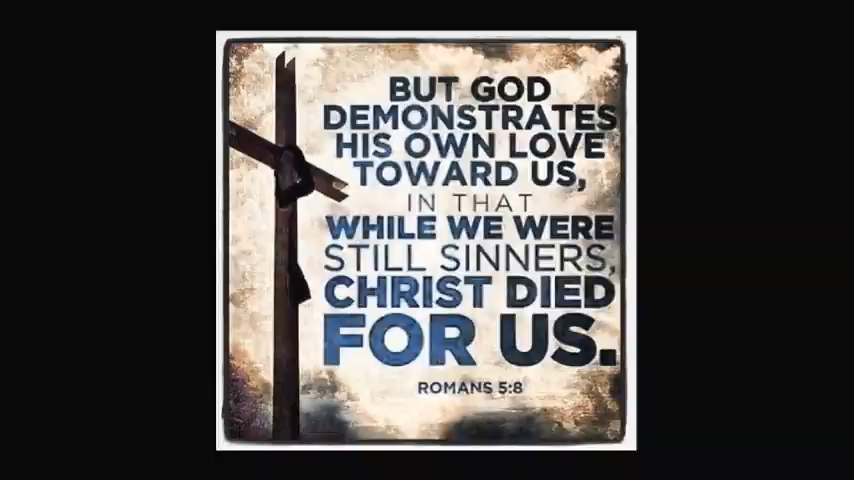 BUT GOD
DEMONSTRATES
HIS OWN LOVE
TOWARD US,
IN THAT
WHILE WE WERE
STILL SINNERS,
CHRIST DIED
FOR US.
ROMANS 5:8